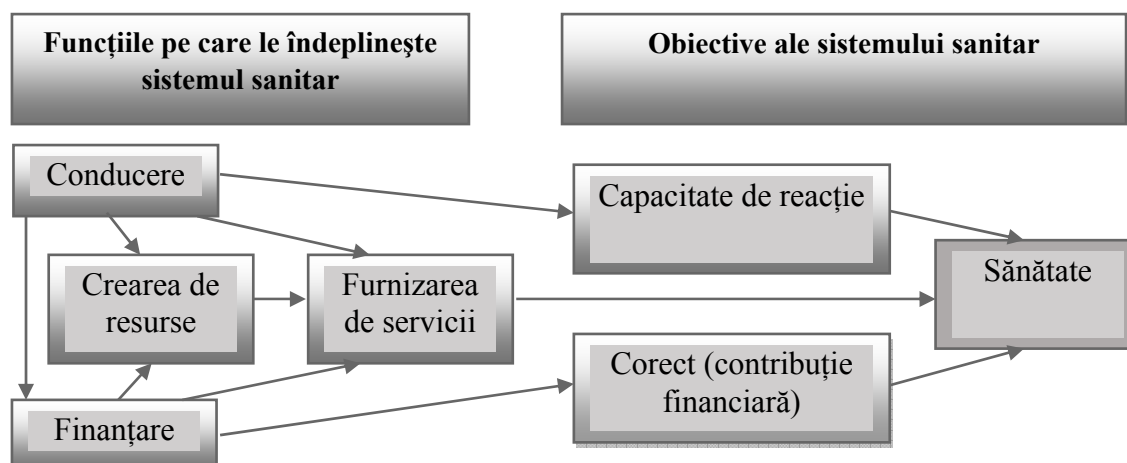 Funcțiile pe care le îndeplinește
sistemul sanitar
Obiective ale sistemului sanitar
Conducere
Capacitate de reacție
Crearea de
resurse
Furnizarea
de servicii
Sănătate
Corect (contribuție
financiară)
Finanțare